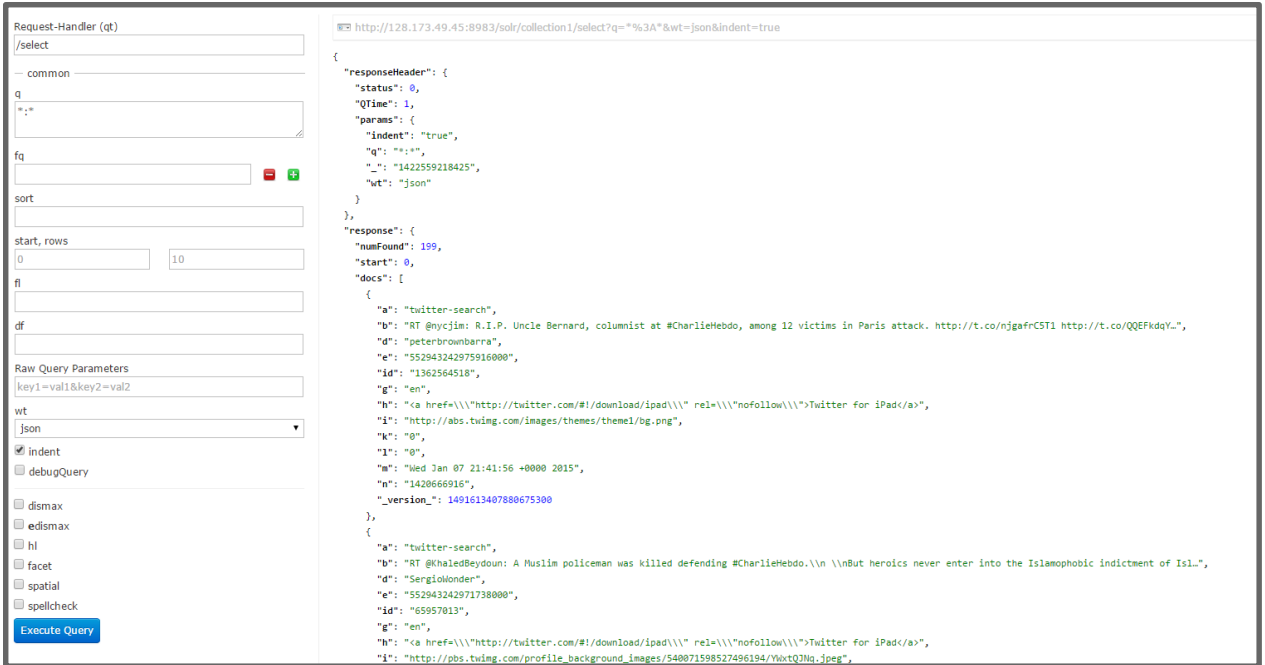 Request-Handler (qt)
/select
common
q
*:*
fq
sort
start, rows
0
10
fl
df
Raw Query Parameters
key1=val1&key2=val2
wt
json
indent
debugQuery
dismax
edismax
hl
facet
spatial
spellcheck
Execute Query
http://128.173.49.45:8983/solr/collection1/select?q=*%3A*&wt=json&indent=true
{
"responseHeader": {
"status": 0,
"QTime": 1,
"params": {
"indent": "true",
"q": "*:*",
"_": "1422559218425",
"wt": "json"
}
},
"response": {
"numFound": 199,
"start": 0,
"docs": [
{
"a": "twitter-search",
"b": "RT @nycjim: R.I.P. Uncle Bernard, columnist at #CharlieHebdo, among 12 victims in Paris attack. http://t.co/njgafrC5T1 http://t.co/QQEFkdqY…",
"d": "peterbrownbarra",
"e": "552943242975916000",
"id": "1362564518",
"g": "en",
"h": "<a href=\\\"http://twitter.com/#!/download/ipad\\\" rel=\\\"nofollow\\\">Twitter for iPad</a>",
"i": "http://abs.twimg.com/images/themes/theme1/bg.png",
"k": "0",
"l": "0",
"m": "Wed Jan 07 21:41:56 +0000 2015",
"n": "1420666916",
"_version_": 1491613407880675300
},
{
"a": "twitter-search",
"b": "RT @KhaledBeydoun: A Muslim policeman was killed defending #CharlieHebdo.\\n \\nBut heroics never enter into the Islamophobic indictment of Isl…",
"d": "SergioWonder",
"e": "552943242971738000",
"id": "65957013",
"g": "en",
"h": "<a href=\\\"http://twitter.com/#!/download/ipad\\\" rel=\\\"nofollow\\\">Twitter for iPad</a>",
"i": "http://pbs.twimg.com/profile_background_images/540071598527496194/YWxtQJNq.jpeg",